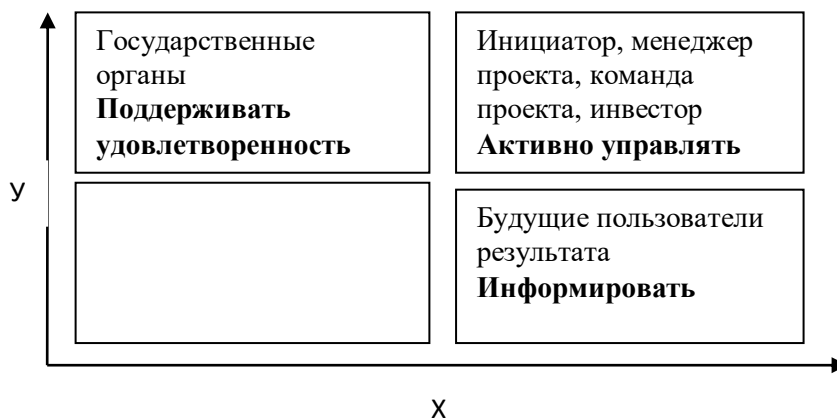 Государственные
органы
Поддерживать
удовлетворенность
Инициатор, менеджер
проекта, команда
проекта, инвестор
Активно управлять
У
Будущие пользователи
результата
Информировать
Х